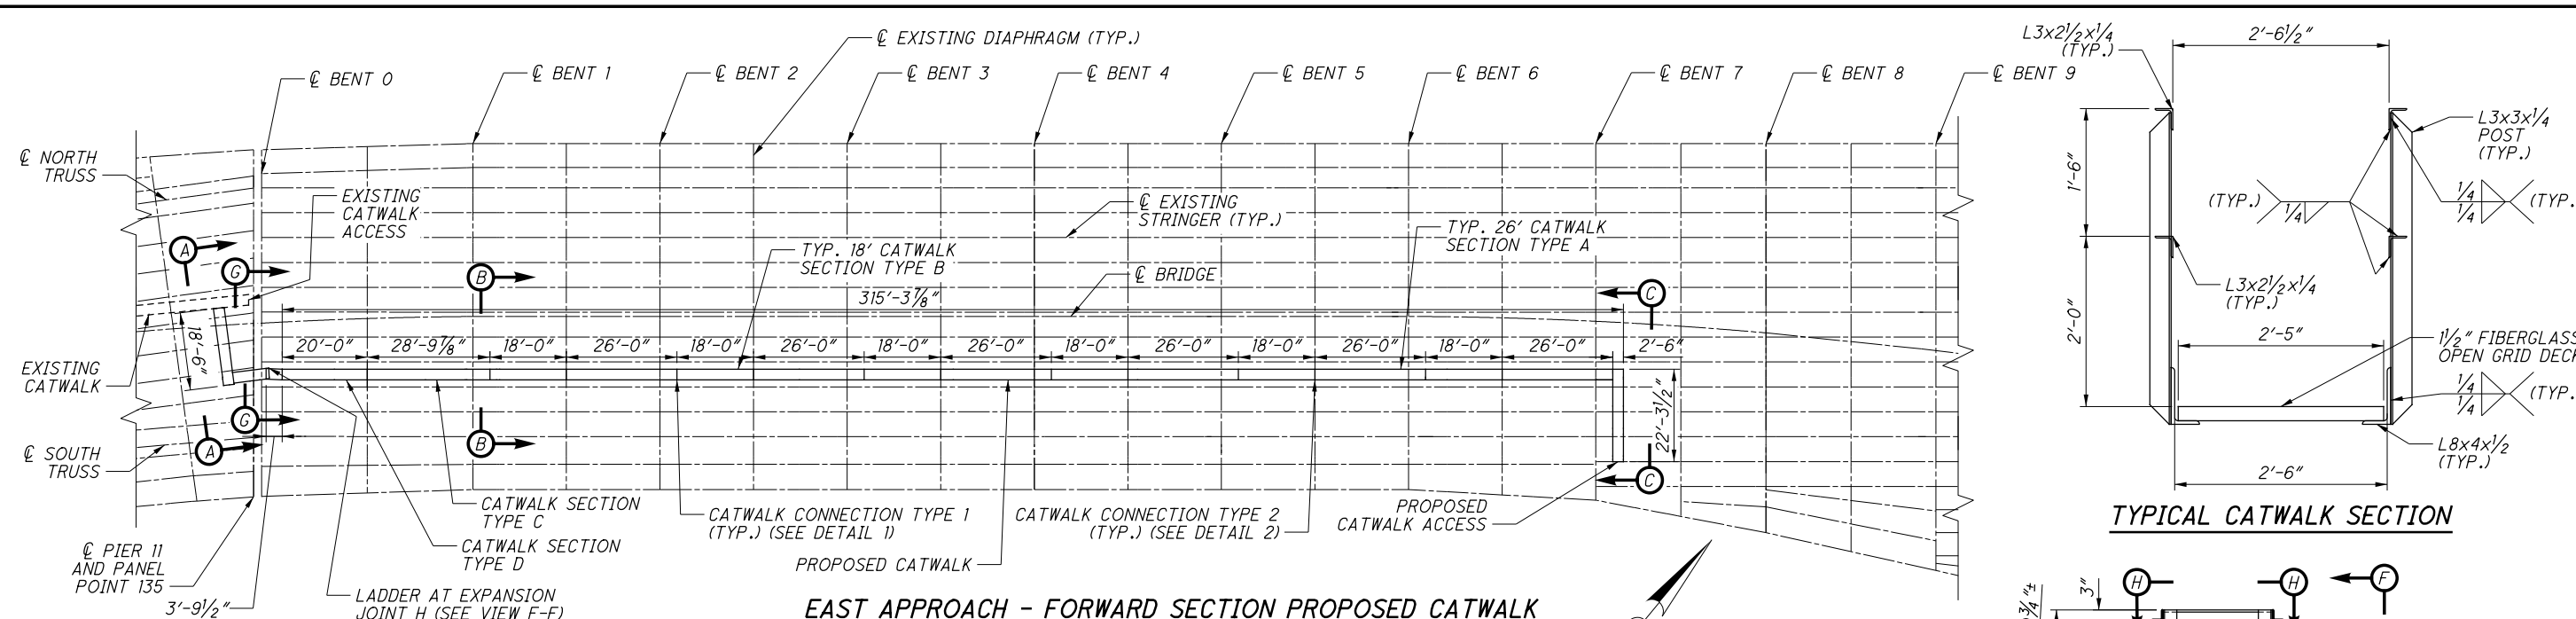 ℄ EXISTING DIAPHRAGM (TYP.)
℄ BENT 0
℄ BENT 1
℄ BENT 2
℄ BENT 3
℄ BENT 4
℄ BENT 5
℄ BENT 6
℄ BENT 7
℄ BENT 8
℄ BENT 9
℄ NORTH
TRUSS
EXISTING
CATWALK
ACCESS
℄ EXISTING
STRINGER (TYP.)
TYP. 18' CATWALK
SECTION TYPE B
TYP. 26' CATWALK
SECTION TYPE A
℄ BRIDGE
315'-3⅞"
A
G
B
C
18'-6"
20'-0"
28'-9⅞"
18'-0"
26'-0"
18'-0"
26'-0"
18'-0"
26'-0"
18'-0"
26'-0"
18'-0"
26'-0"
18'-0"
26'-0"
2'-6"
EXISTING
CATWALK
22'-3½"
G
A
B
C
℄ SOUTH
TRUSS
CATWALK SECTION
TYPE C
CATWALK SECTION
TYPE D
CATWALK CONNECTION TYPE 1
(TYP.) (SEE DETAIL 1)
CATWALK CONNECTION TYPE 2
(TYP.) (SEE DETAIL 2)
PROPOSED
CATWALK ACCESS
PROPOSED CATWALK
℄ PIER 11
AND PANEL
POINT 135
3'-9½"
LADDER AT EXPANSION
JOINT H (SEE VIEW F-F)
EAST APPROACH - FORWARD SECTION PROPOSED CATWALK
L3x2½x¼
(TYP.)
2'-6½"
L3x3x¼
POST
(TYP.)
1'-6"
(TYP.)
¼
¼
¼
(TYP.
L3x2½x¼
(TYP.)
2'-0"
2'-5"
1½" FIBERGLASS
OPEN GRID DECK
¼
¼
(TYP.
L8x4x½
(TYP.)
2'-6"
TYPICAL CATWALK SECTION
H
H
F
3"
¾"±